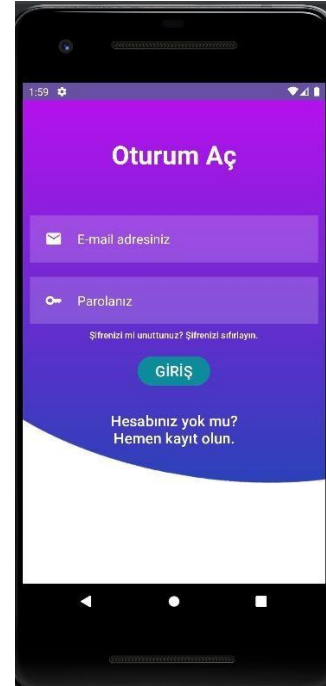 1:59
Oturum Aç
E-mail adresiniz
Parolanız
Şifrenizi mi unuttunuz? Şifrenizi sıfırlayın.
GİRİŞ
Hesabınız yok mu?
Hemen kayıt olun.